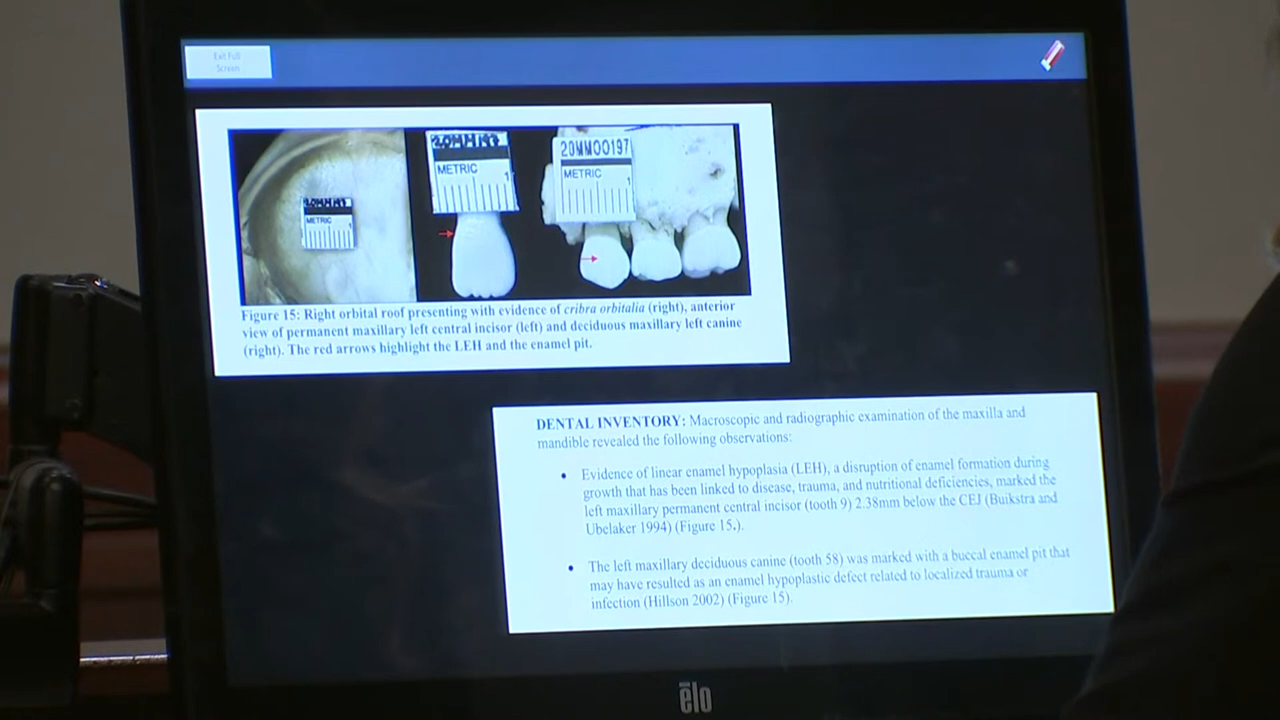 Exit Full
Screen
METRIC
METRIC
1
20MM00197
METRIC
1
Figure 15: Right orbital roof presenting with evidence of cribra orbitalia (right), anterior
view of permanent maxillary left central incisor (left) and deciduous maxillary left canine
(right). The red arrows highlight the LEH and the enamel pit.
DENTAL INVENTORY: Macroscopic and radiographic examination of the maxilla and
mandible revealed the following observations:
• Evidence of linear enamel hypoplasia (LEH), a disruption of enamel formation during
growth that has been linked to disease, trauma, and nutritional deficiencies, marked the
left maxillary permanent central incisor (tooth 9) 2.38mm below the CEJ (Buikstra and
Ubelaker 1994) (Figure 15.).
• The left maxillary deciduous canine (tooth 58) was marked with a buccal enamel pit that
may have resulted as an enamel hypoplastic defect related to localized trauma or
infection (Hillson 2002) (Figure 15).
ēlo